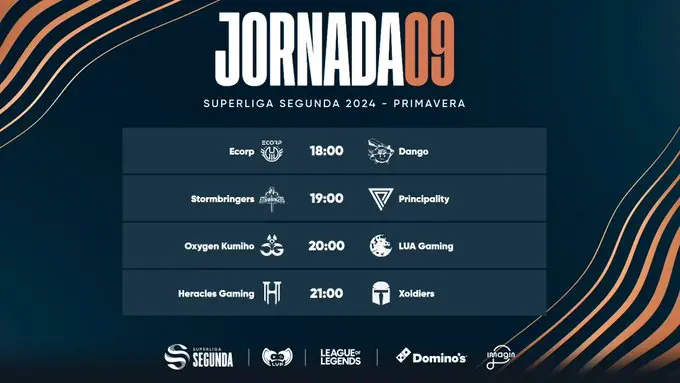 JORNADA09
SUPERLIGA SEGUNDA 2024 - PRIMAVERA
Ecorp ECORP 18:00 Dango
Stormbringers 19:00 Principality
Oxygen Kumiho 20:00 LUA Gaming
Heracles Gaming 21:00 Xoldiers
SUPERLIGA
SEGUNDA
LVP
LEAGUE OF
LEGENDS
Domino's
imagin